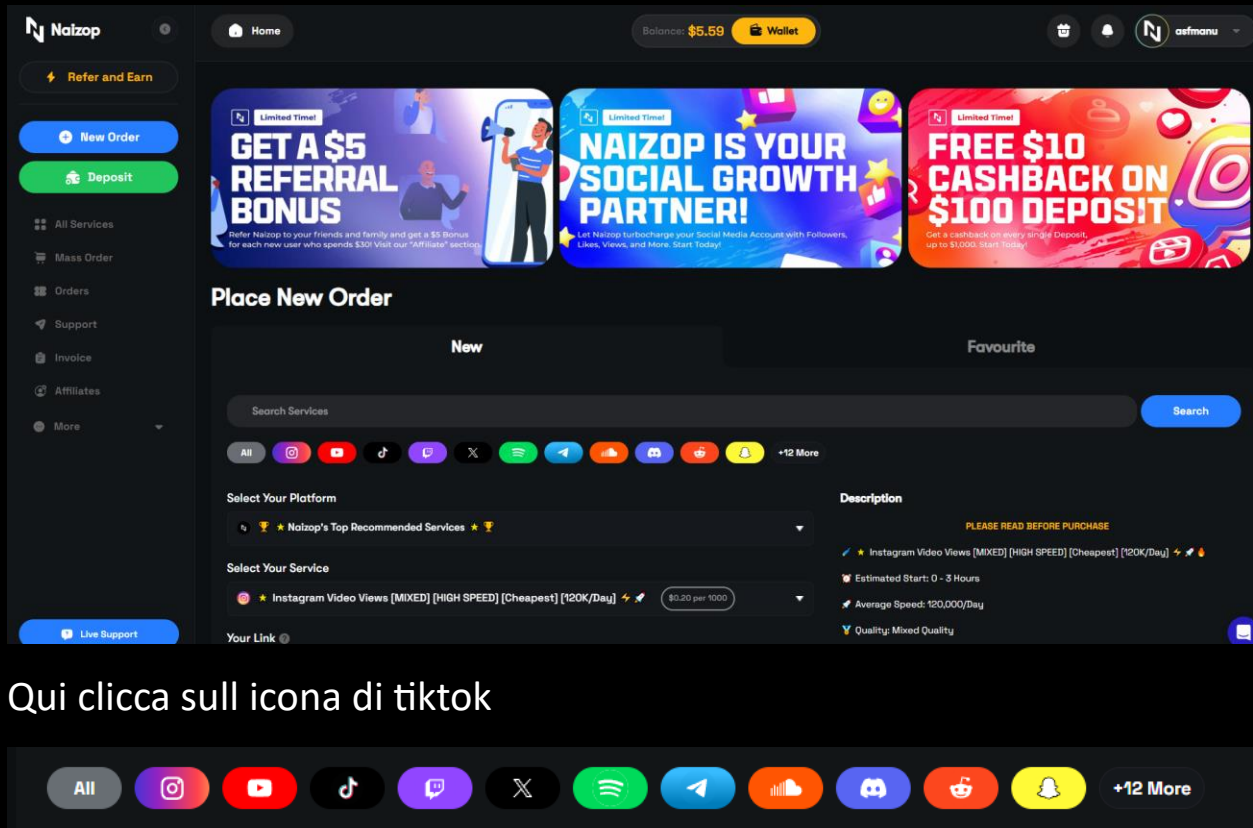 Naizop
Home
Balance: $5.59
Wallet
asfmanu
Refer and Earn
New Order
Deposit
All Services
Mass Order
Orders
Support
Invoice
Affiliates
More
Live Support
Limited Time!
GET A $5
REFERRAL
BONUS
Refer Naizop to your friends and family and get a $5 Bonus
for each new user who spends $30! Visit our "Affiliate" section.
Limited Time!
NAIZOP IS YOUR
SOCIAL GROWTH
PARTNER!
Let Naizop turbocharge your Social Media Account with Followers,
Likes, Views, and More. Start Today!
Limited Time!
FREE $10
CASHBACK ON
$100 DEPOSIT
Get a cashback on every single Deposit,
up to $1,000. Start Today!
Place New Order
New
Favourite
Search Services
Search
All
+12 More
Select Your Platform
Naizop's Top Recommended Services
Select Your Service
Instagram Video Views [MIXED] [HIGH SPEED] [Cheapest] [120K/Day]
$0.20 per 1000
Your Link
Description
PLEASE READ BEFORE PURCHASE
Instagram Video Views [MIXED] [HIGH SPEED] [Cheapest] [120K/Day]
Estimated Start: 0 - 3 Hours
Average Speed: 120,000/Day
Quality: Mixed Quality
Qui clicca sull icona di tiktok
All
+12 More